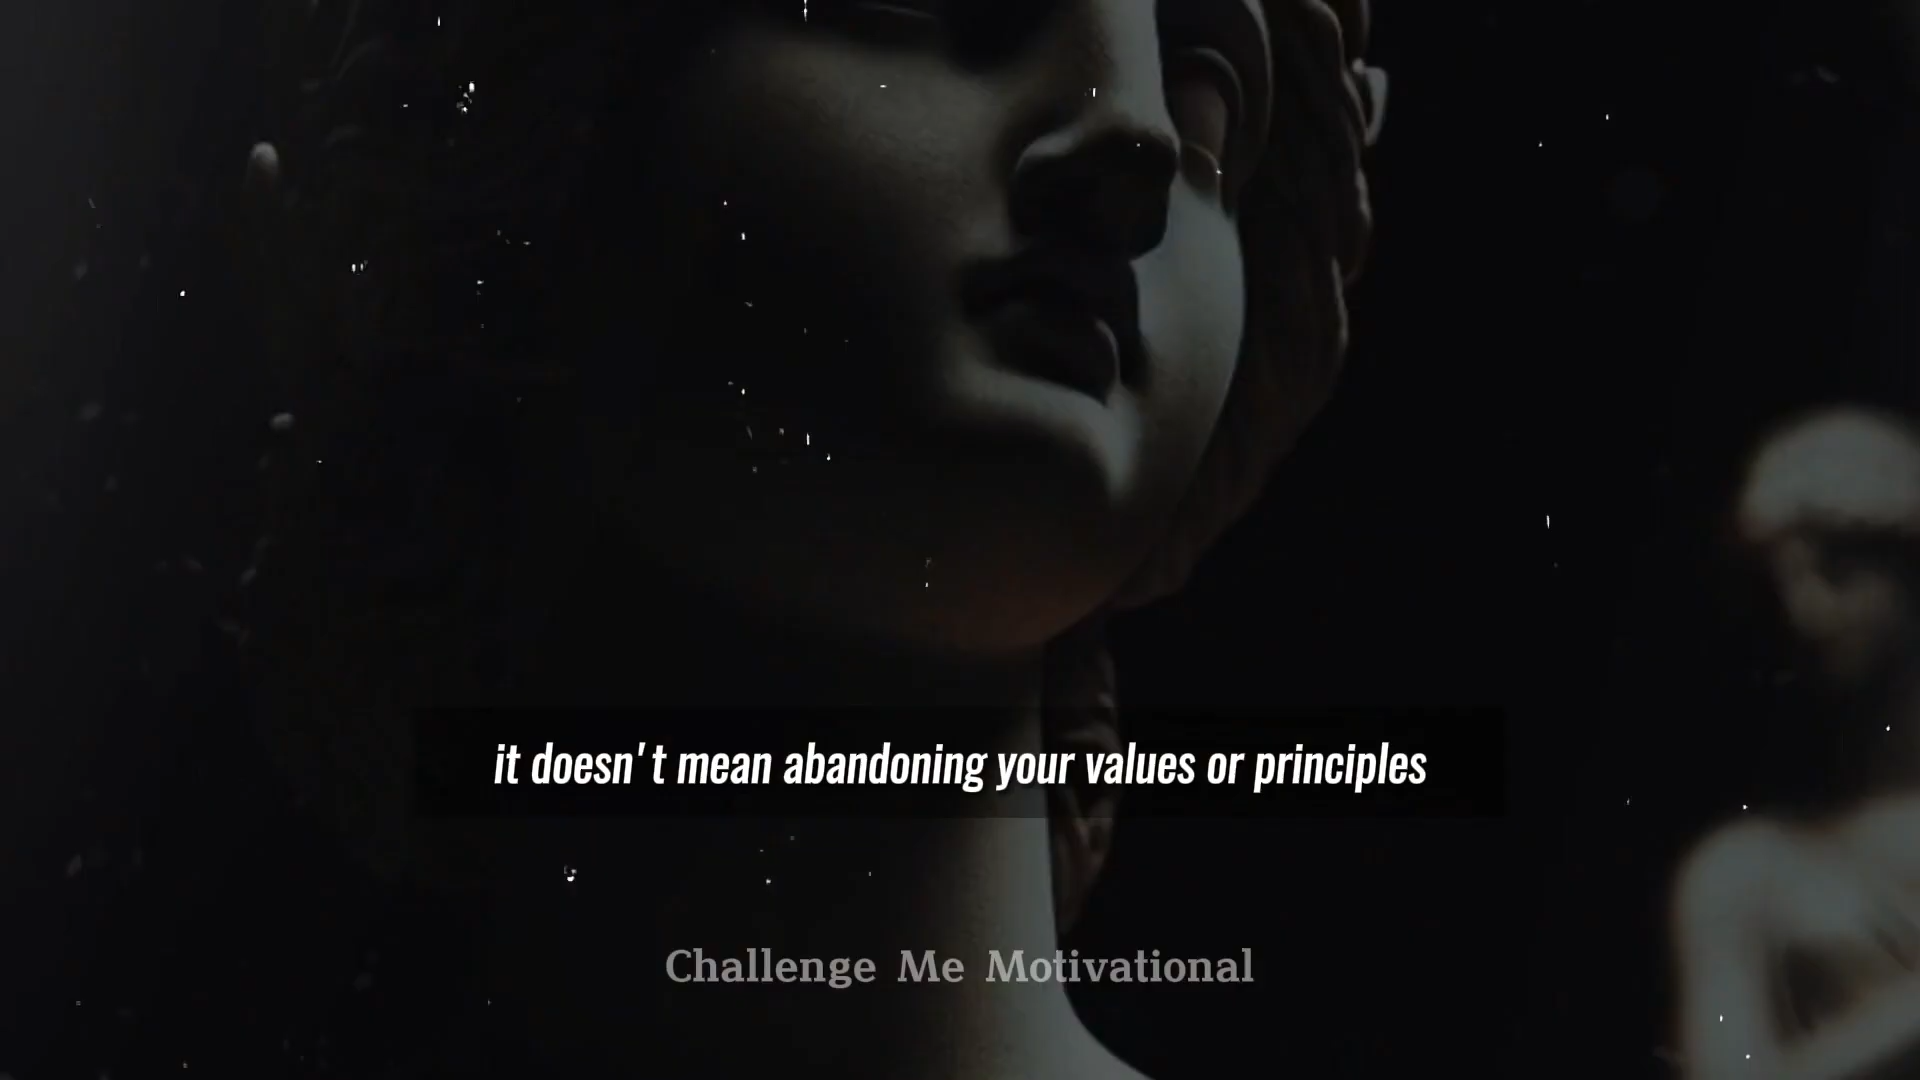 it doesn't mean abandoning your values or principles
Challenge Me Motivational